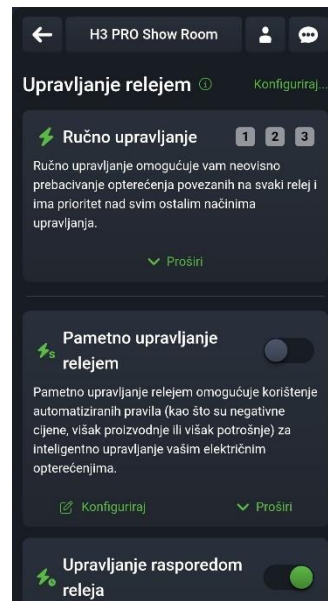 H3 PRO Show Room
Upravljanje relejem
Konfiguriraj...
Ručno upravljanje 1 2 3
Ručno upravljanje omogućuje vam neovisno
prebacivanje opterećenja povezanih na svaki relej i
ima prioritet nad svim ostalim načinima
upravljanja.
Proširi
Pametno upravljanje
relejem
Pametno upravljanje relejem omogućuje korištenje
automatiziranih pravila (kao što su negativne
cijene, višak proizvodnje ili višak potrošnje) za
inteligentno upravljanje vašim električnim
opterećenjima.
Konfiguriraj
Proširi
Upravljanje rasporedom
releja